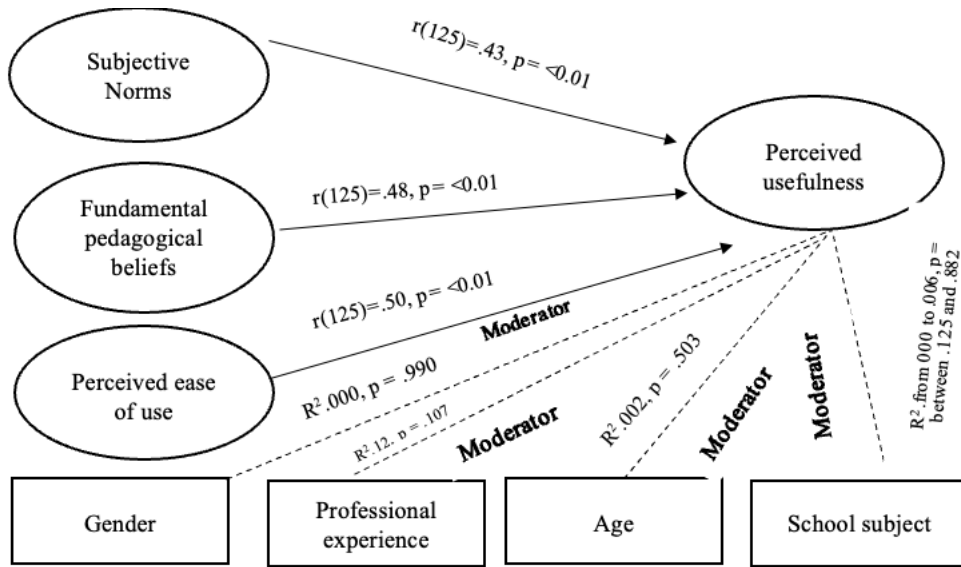 Subjective
Norms
r(125)=.43, p= <0.01
Perceived
usefulness
Fundamental
pedagogical
beliefs
r(125)=.48, p= <0.01
Perceived ease
of use
r(125)=.50, p= <0.01
Moderator
R².000, p = .990
R².12, p = .107
Moderator
R².002, p = .503
Moderator
Moderator
R².from 000 to .006, p =
between .125 and .882
Gender
Professional
experience
Age
School subject